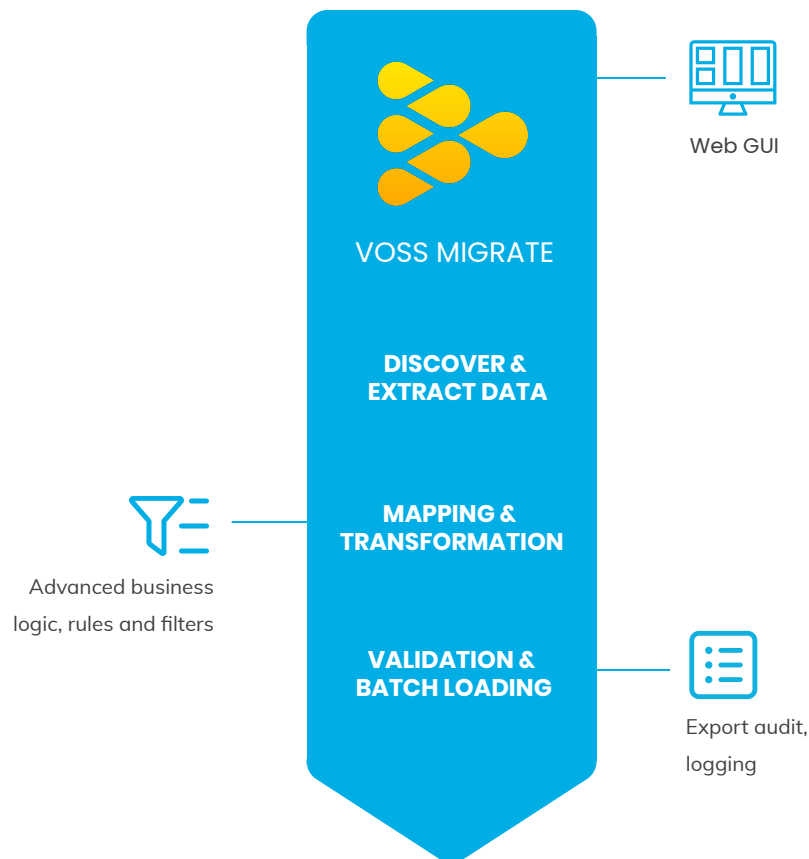 Web GUI
VOSS MIGRATE
DISCOVER &
EXTRACT DATA
MAPPING &
TRANSFORMATION
Advanced business
logic, rules and filters
VALIDATION &
BATCH LOADING
Export audit,
logging